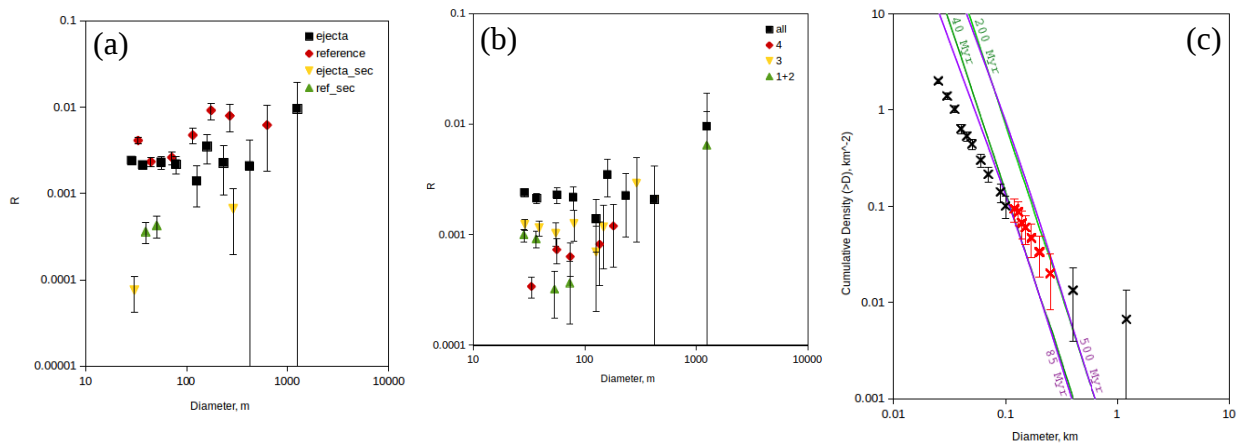 (a)
ejecta
reference
ejecta_sec
ref_sec
0.1
0.01
0.001
0.0001
0.00001
R
10
100
1000
10000
Diameter, m
(b)
all
4
3
1+2
0.1
0.01
0.001
0.0001
R
10
100
1000
10000
Diameter, m
(c)
40 Myr
200 Myr
85 Myr
500 Myr
10
1
0.1
0.01
0.001
Cumulative Density (>D), km^-2)
0.01
0.1
1
10
Diameter, km